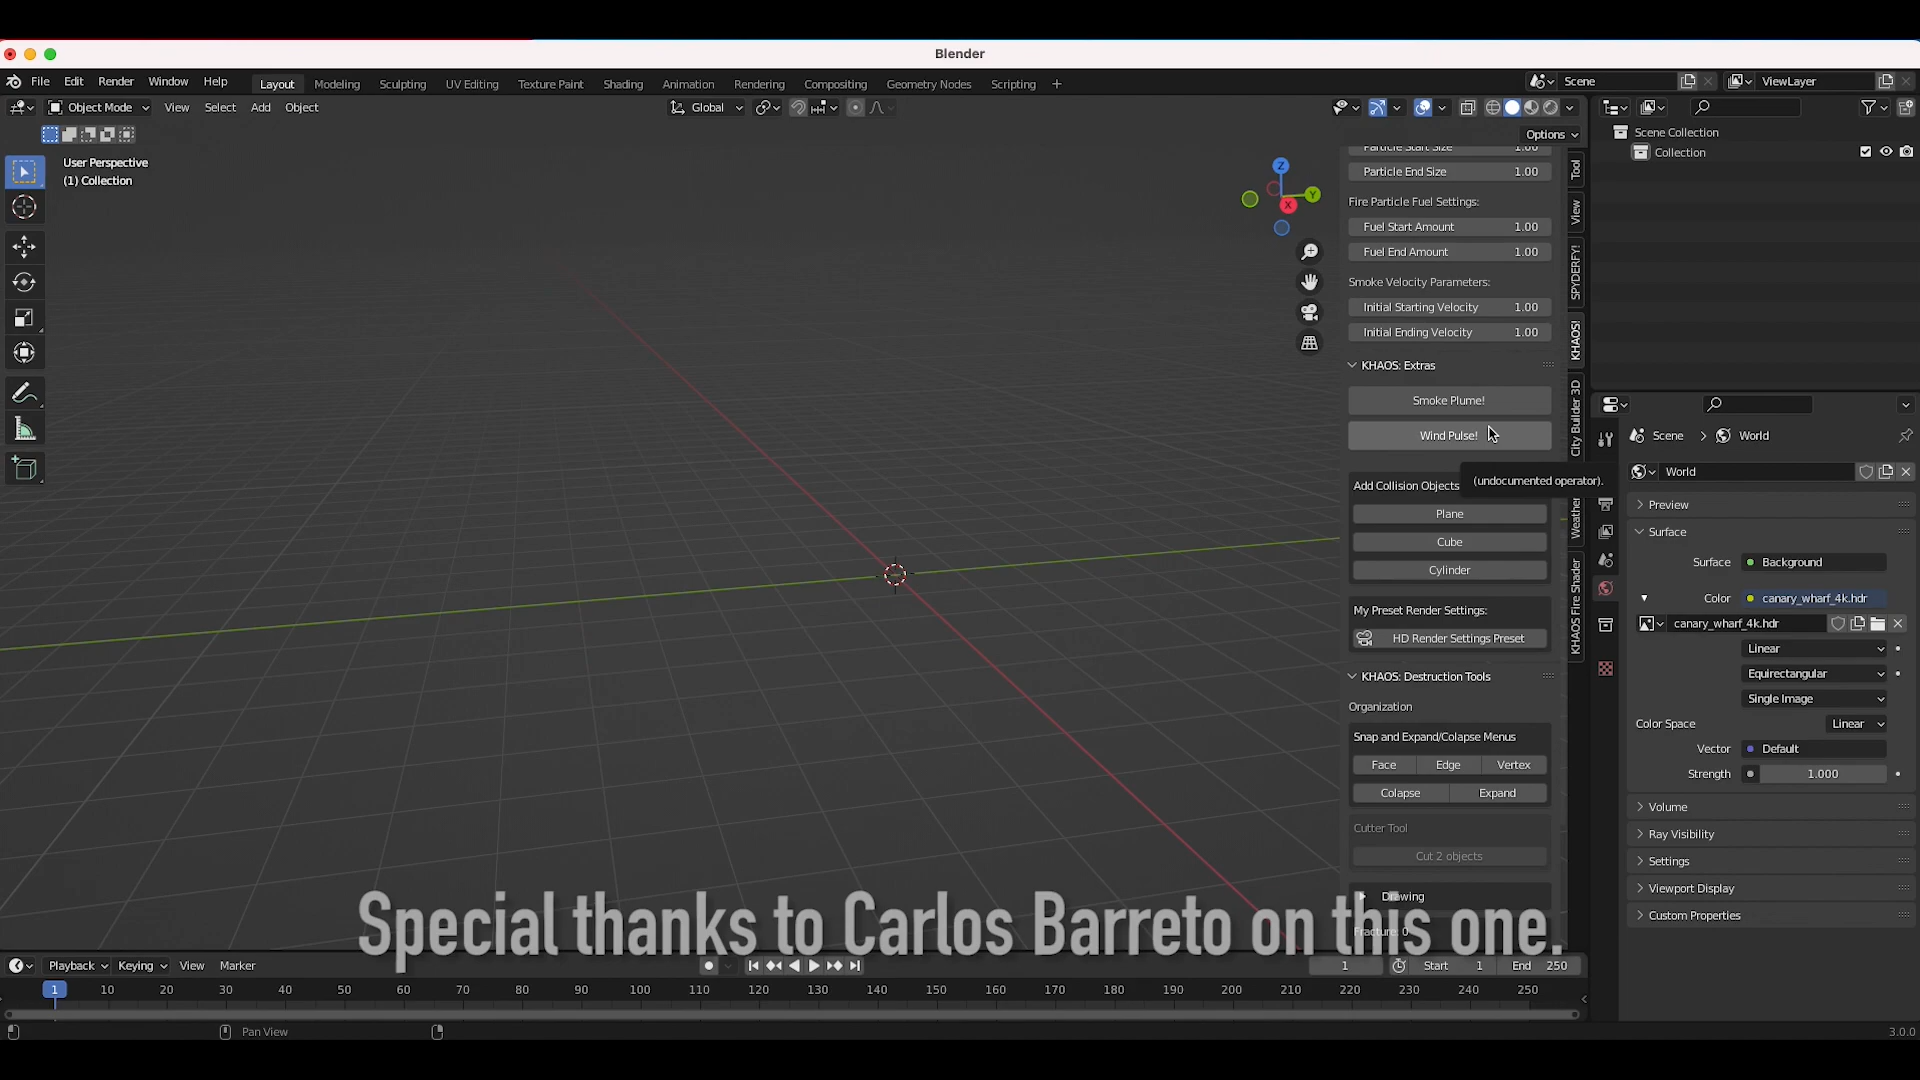 Blender
File Edit Render Window Help Layout Modeling Sculpting UV Editing Texture Paint Shading Animation Rendering Compositing Geometry Nodes Scripting + Scene ViewLayer
Object Mode View Select Add Object Global
Options
User Perspective
(1) Collection
Z
Y
X
Particle Start Size 1.00
Particle End Size 1.00
Fire Particle Fuel Settings:
Fuel Start Amount 1.00
Fuel End Amount 1.00
Smoke Velocity Parameters:
Initial Starting Velocity 1.00
Initial Ending Velocity 1.00
KHAOS: Extras
Smoke Plume!
Wind Pulse!
(undocumented operator).
Add Collision Objects
Plane
Cube
Cylinder
My Preset Render Settings:
HD Render Settings Preset
KHAOS: Destruction Tools
Organization
Snap and Expand/Colapse Menus
Face Edge Vertex
Colapse Expand
Cutter Tool
Cut 2 objects
Drawing
Fracture: 0
Tool
View
SPYDERFY!
KHAOS!
City Builder 3D
Weather
KHAOS Fire Shader
Scene Collection
Collection
Scene World
World
Preview
Surface
Surface Background
Color canary_wharf_4k.hdr
canary_wharf_4k.hdr
Linear
Equirectangular
Single Image
Color Space Linear
Vector Default
Strength 1.000
Volume
Ray Visibility
Settings
Viewport Display
Custom Properties
Special thanks to Carlos Barreto on this one.
Playback Keying View Marker 1 Start 1 End 250
1 10 20 30 40 50 60 70 80 90 100 110 120 130 140 150 160 170 180 190 200 210 220 230 240 250
Pan View 3.0.0